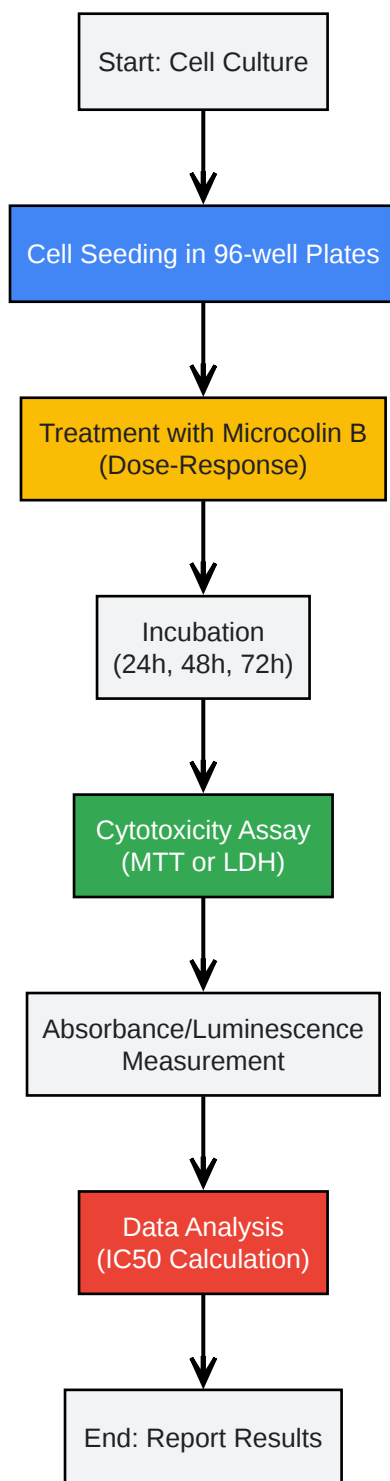 Start: Cell Culture
Cell Seeding in 96-well Plates
Treatment with Microcolin B
(Dose-Response)
Incubation
(24h, 48h, 72h)
Cytotoxicity Assay
(MTT or LDH)
Absorbance/Luminescence
Measurement
Data Analysis
(IC50 Calculation)
End: Report Results